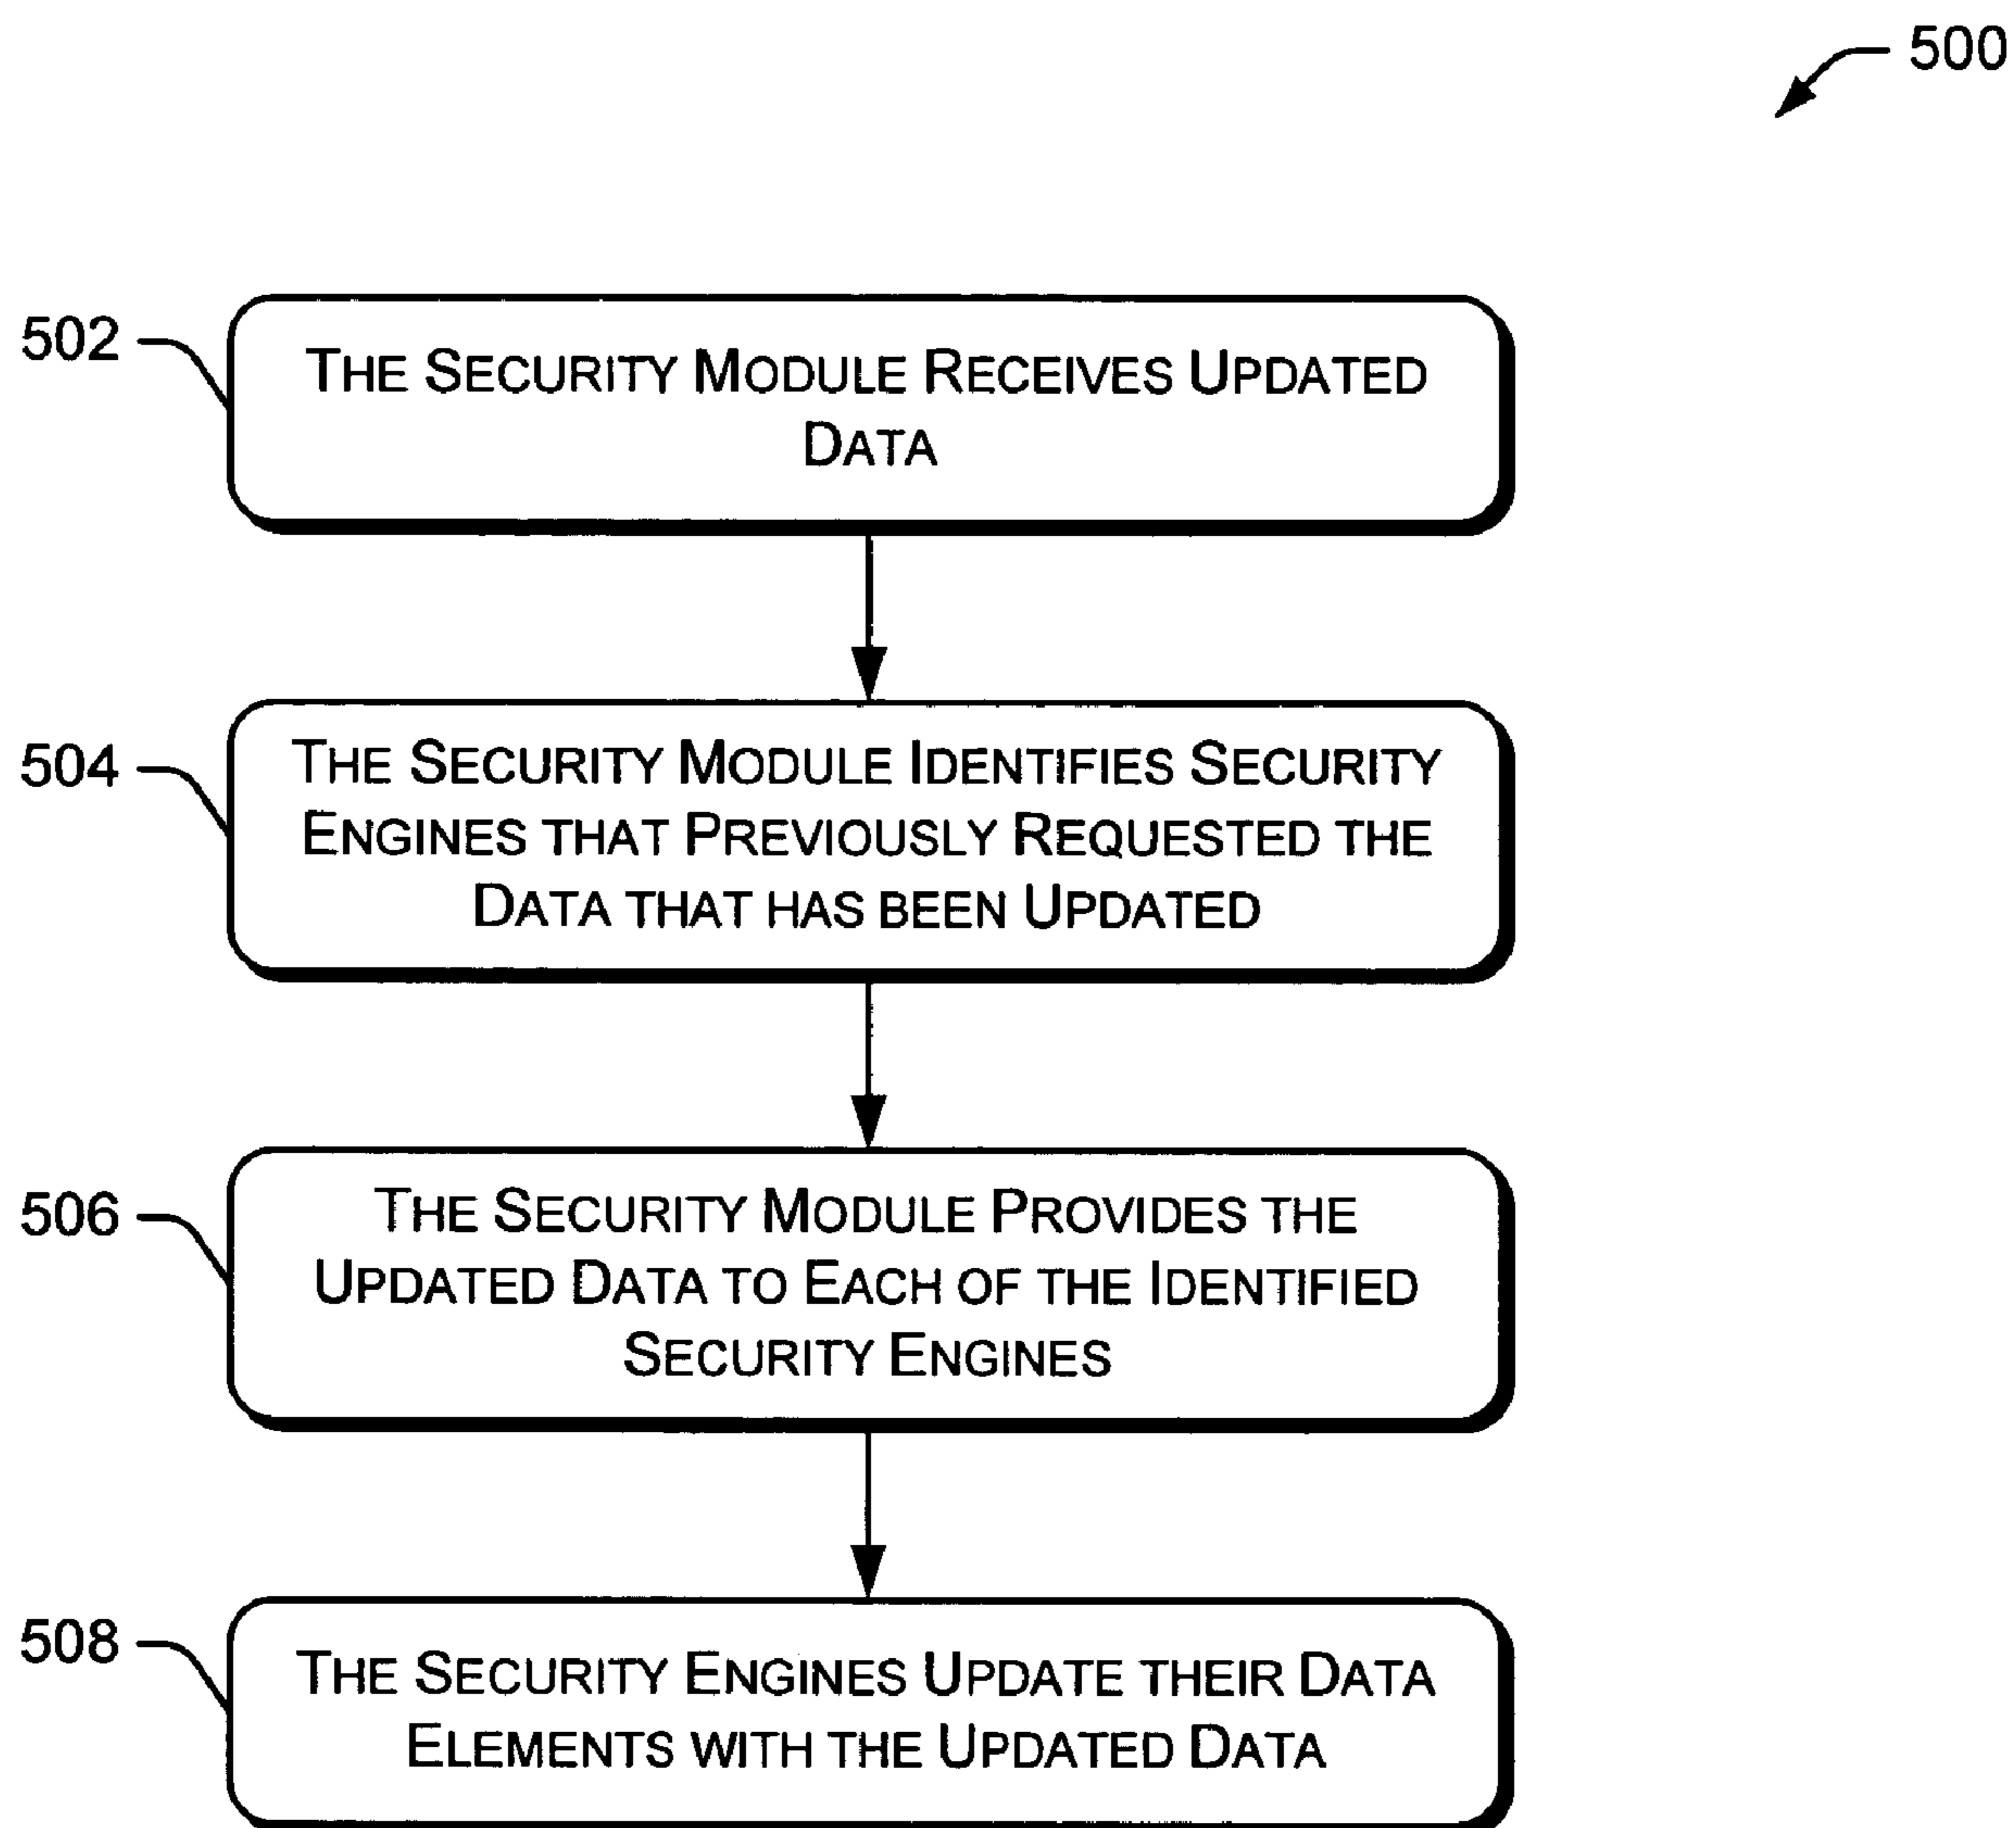 500
502
THE SECURITY MODULE RECEIVES UPDATED
DATA
504
THE SECURITY MODULE IDENTIFIES SECURITY
ENGINES THAT PREVIOUSLY REQUESTED THE
DATA THAT HAS BEEN UPDATED
506
THE SECURITY MODULE PROVIDES THE
UPDATED DATA TO EACH OF THE IDENTIFIED
SECURITY ENGINES
508
THE SECURITY ENGINES UPDATE THEIR DATA
ELEMENTS WITH THE UPDATED DATA